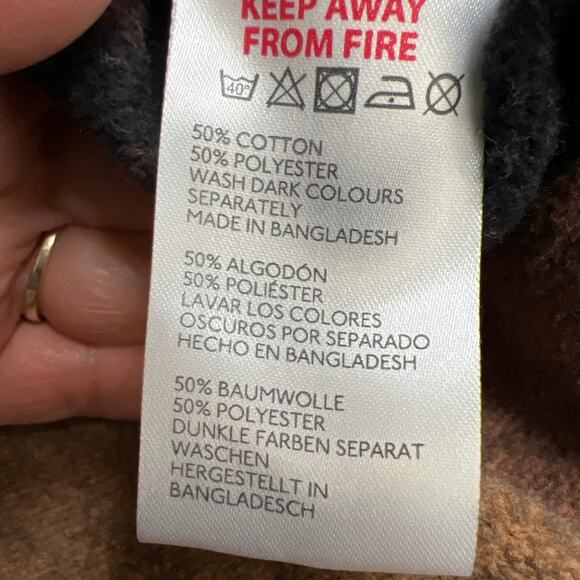 KEEP AWAY
FROM FIRE
40°
50% COTTON
50% POLYESTER
WASH DARK COLOURS
SEPARATELY
MADE IN BANGLADESH
50% ALGODÓN
50% POLIÉSTER
LAVAR LOS COLORES
OSCUROS POR SEPARADO
HECHO EN BANGLADESH
50% BAUMWOLLE
50% POLYESTER
DUNKLE FARBEN SEPARAT
WASCHEN
HERGESTELLT IN
BANGLADESCH